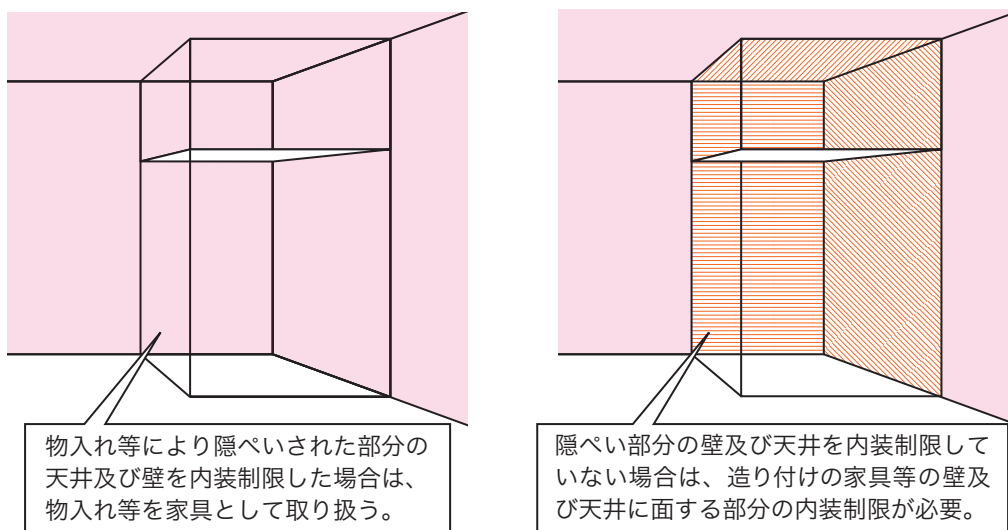 物入れ等により隠ぺいされた部分の
天井及び壁を内装制限した場合は、
物入れ等を家具として取り扱う。
隠ぺい部分の壁及び天井を内装制限して
いない場合は、造り付けの家具等の壁及
び天井に面する部分の内装制限が必要。